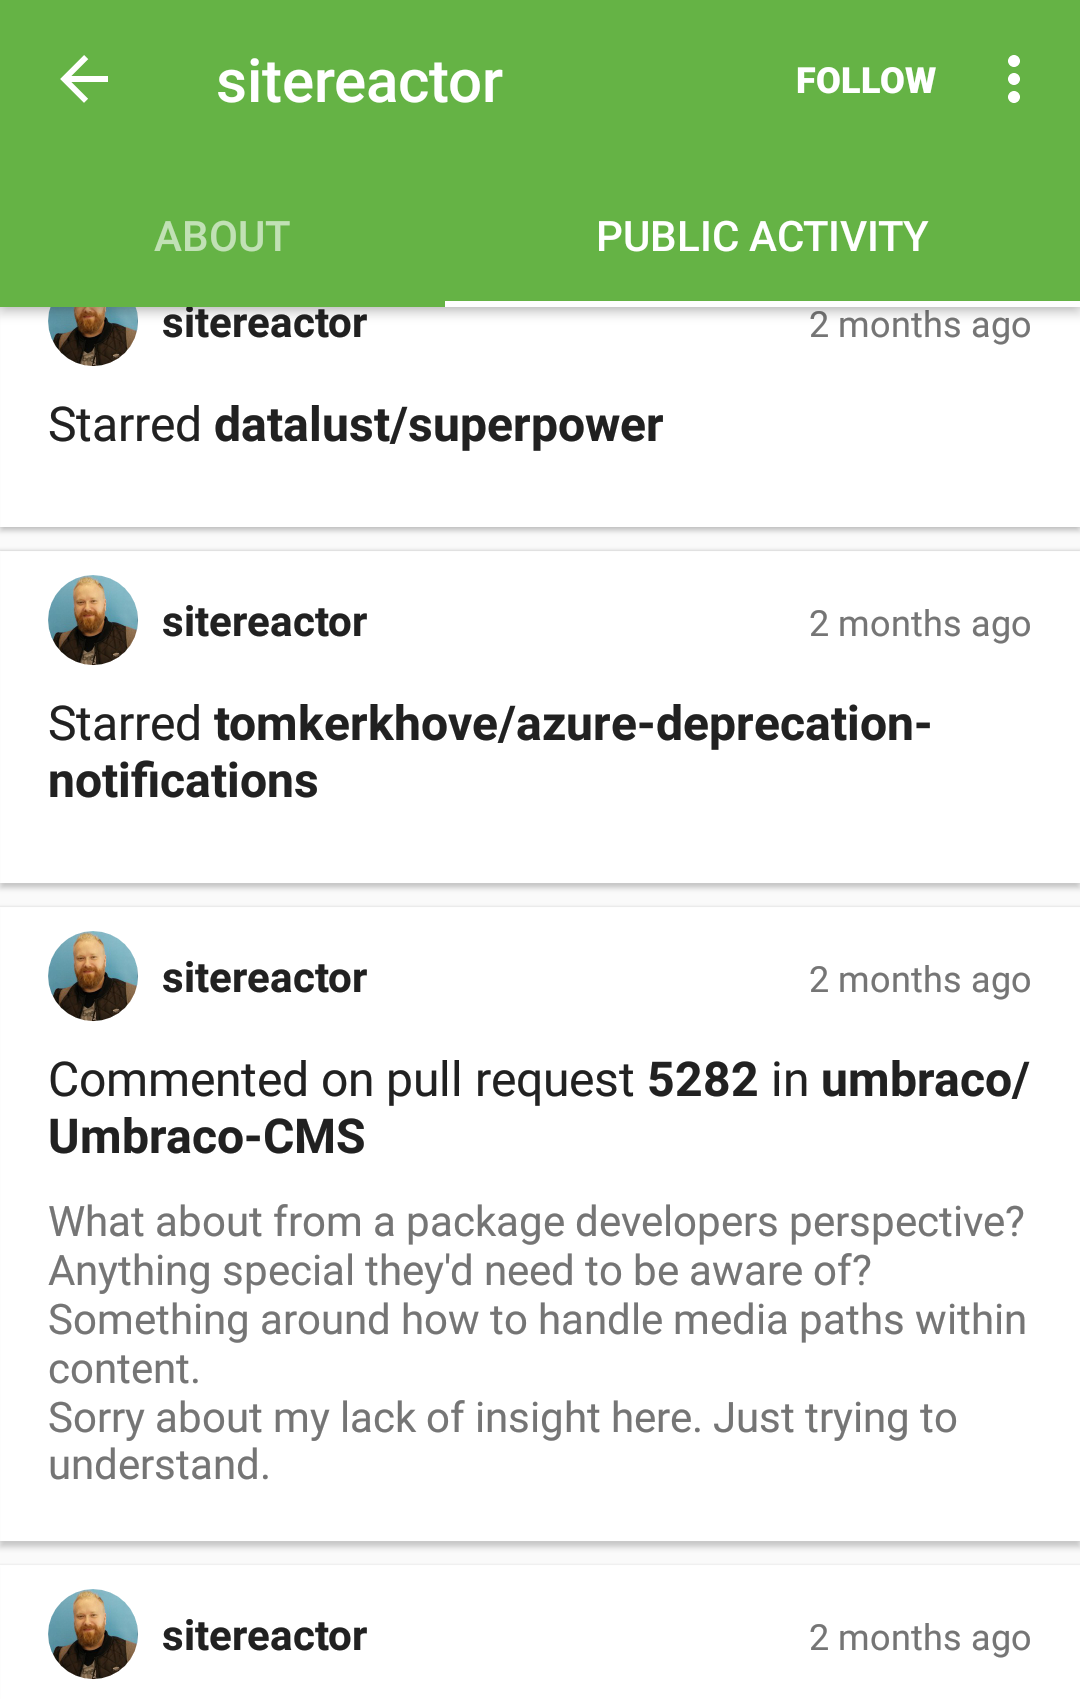 sitereactor
FOLLOW
ABOUT
PUBLIC ACTIVITY
sitereactor
2 months ago
Starred datalust/superpower
sitereactor
2 months ago
Starred tomkerkhove/azure-deprecation-
notifications
sitereactor
2 months ago
Commented on pull request 5282 in umbraco/
Umbraco-CMS
What about from a package developers perspective?
Anything special they'd need to be aware of?
Something around how to handle media paths within
content.
Sorry about my lack of insight here. Just trying to
understand.
sitereactor
2 months ago